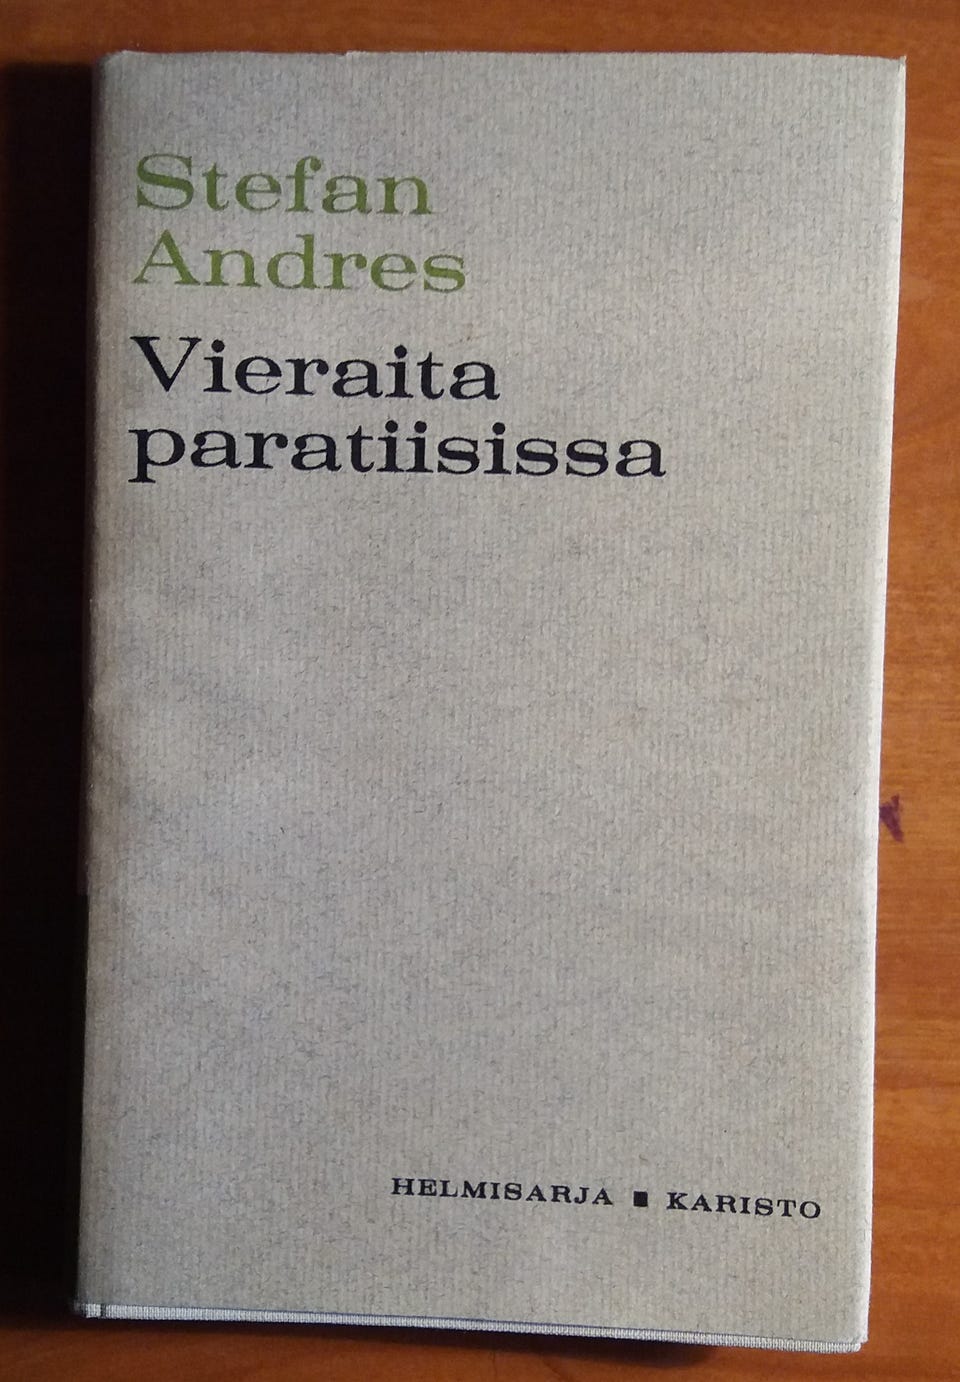 Stefan
Andres
Vieraita
paratiisissa
HELMISARJA ■ KARISTO